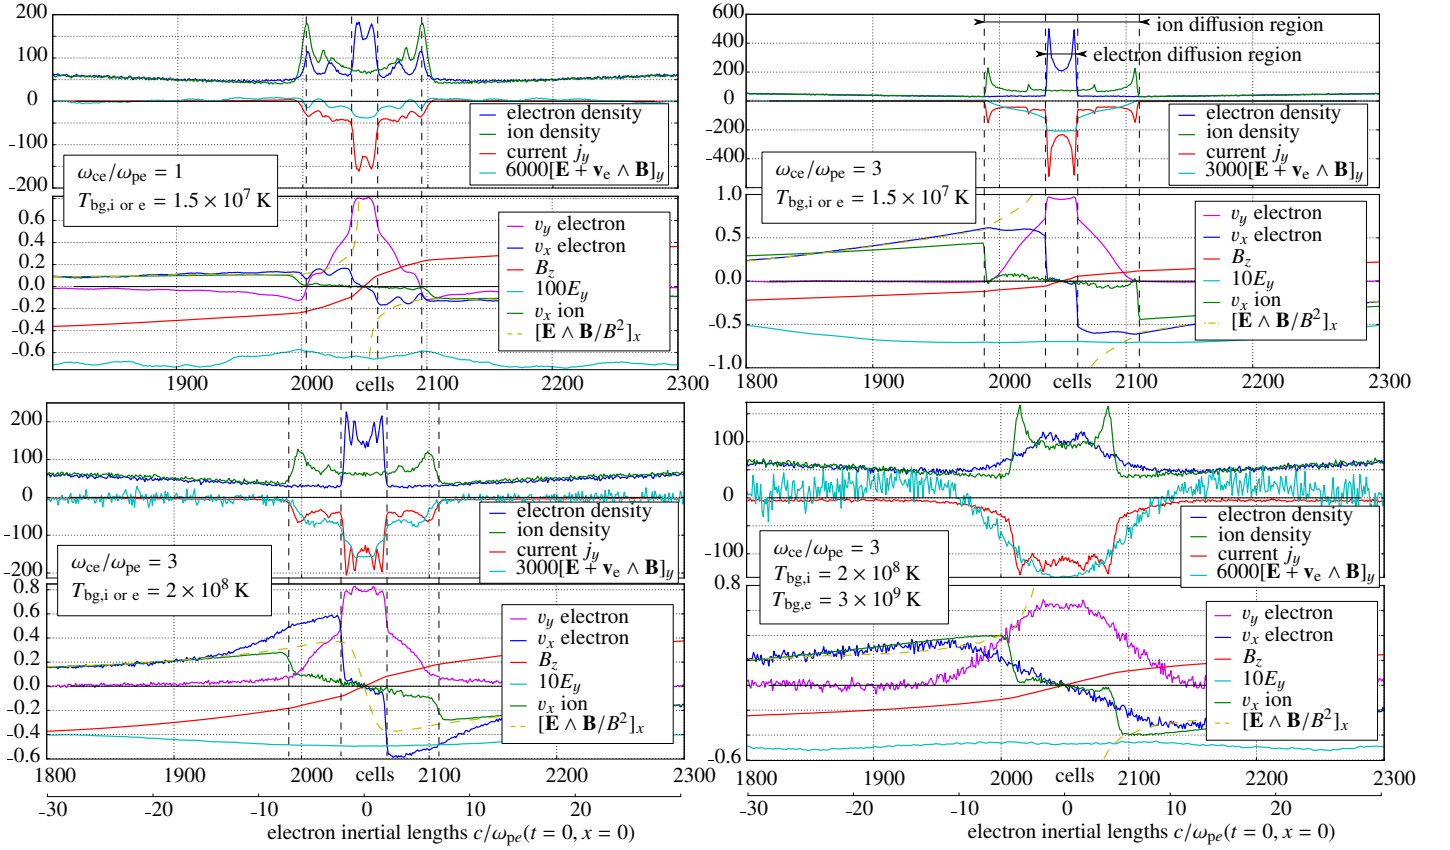 200
100
0
-100
-200
ω_ce/ω_pe = 1
T_bg,i or e = 1.5 × 10^7 K
electron density
ion density
current j_y
6000[E + v_e ∧ B]_y
0.8
0.6
0.4
0.2
0.0
-0.2
-0.4
-0.6
v_y electron
v_x electron
B_z
100E_y
v_x ion
[E ∧ B/B^2]_x
1900
2000
cells
2100
2200
2300
600
400
200
0
-200
-400
ion diffusion region
electron diffusion region
ω_ce/ω_pe = 3
T_bg,i or e = 1.5 × 10^7 K
electron density
ion density
current j_y
3000[E + v_e ∧ B]_y
1.0
0.5
0.0
-0.5
-1.0
v_y electron
v_x electron
B_z
10E_y
v_x ion
[E ∧ B/B^2]_x
1800
1900
2000
cells
2100
2200
2300
200
100
0
-100
-200
ω_ce/ω_pe = 3
T_bg,i or e = 2 × 10^8 K
electron density
ion density
current j_y
3000[E + v_e ∧ B]_y
0.8
0.6
0.4
0.2
0.0
-0.2
-0.4
-0.6
v_y electron
v_x electron
B_z
10E_y
v_x ion
[E ∧ B/B^2]_x
1800
1900
2000
cells
2100
2200
2300
-30
-20
-10
0
10
20
electron inertial lengths c/ω_pe(t = 0, x = 0)
100
0
-100
ω_ce/ω_pe = 3
T_bg,i = 2 × 10^8 K
T_bg,e = 3 × 10^9 K
electron density
ion density
current j_y
6000[E + v_e ∧ B]_y
0.8
0.0
-0.6
v_y electron
v_x electron
B_z
10E_y
v_x ion
[E ∧ B/B^2]_x
1800
1900
2000
cells
2100
2200
2300
-20
-10
0
10
20
electron inertial lengths c/ω_pe(t = 0, x = 0)